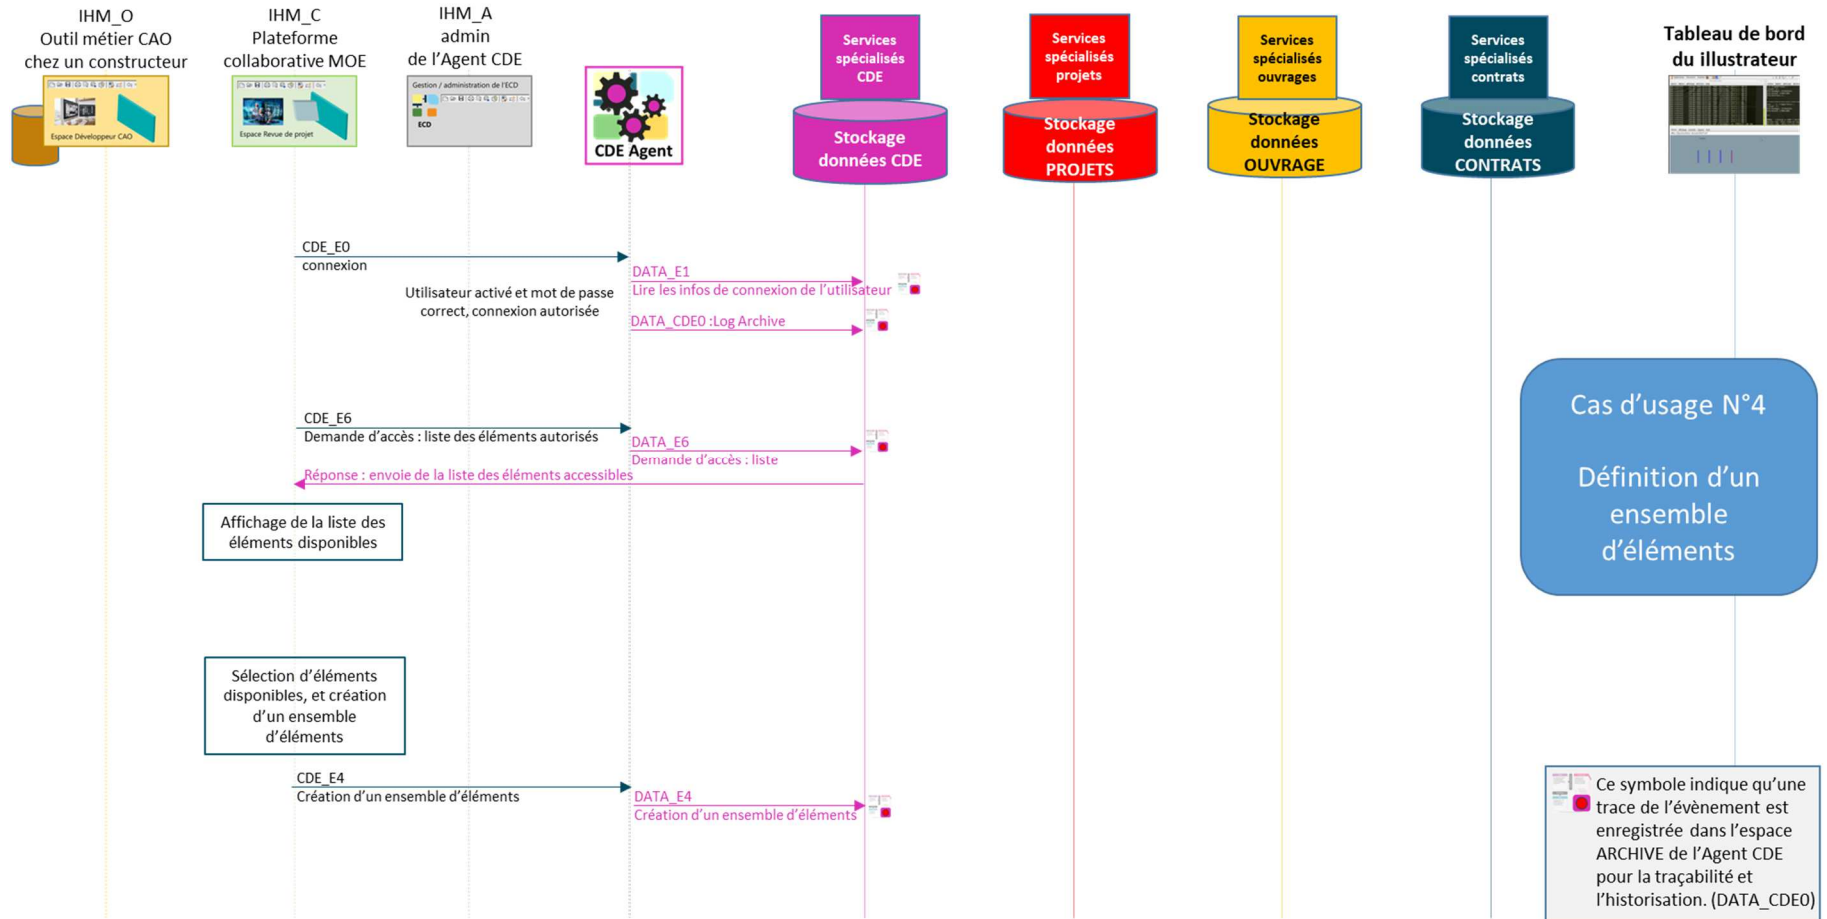 IHM_O
Outil métier CAO
chez un constructeur
IHM_C
Plateforme
collaborative MOE
IHM_A
admin
de l’Agent CDE
Espace Développeur CAO
Espace Revue de projet
Gestion / administration de l'ECD
ECD
CDE Agent
Services
spécialisés
CDE
Stockage
données CDE
Services
spécialisés
projets
Stockage
données
PROJETS
Services
spécialisés
ouvrages
Stockage
données
OUVRAGE
Services
spécialisés
contrats
Stockage
données
CONTRATS
Tableau de bord
du illustrateur
CDE_E0
connexion
DATA_E1
Lire les infos de connexion de l’utilisateur
Utilisateur activé et mot de passe
correct, connexion autorisée
DATA_CDE0 :Log Archive
CDE_E6
Demande d’accès : liste des éléments autorisés
DATA_E6
Demande d’accès : liste
Réponse : envoie de la liste des éléments accessibles
Affichage de la liste des
éléments disponibles
Cas d’usage N°4
Définition d’un
ensemble
d’éléments
Sélection d’éléments
disponibles, et création
d’un ensemble
d’éléments
CDE_E4
Création d’un ensemble d’éléments
DATA_E4
Création d’un ensemble d’éléments
Ce symbole indique qu’une
trace de l’évènement est
enregistrée dans l’espace
ARCHIVE de l’Agent CDE
pour la traçabilité et
l’historisation. (DATA_CDE0)